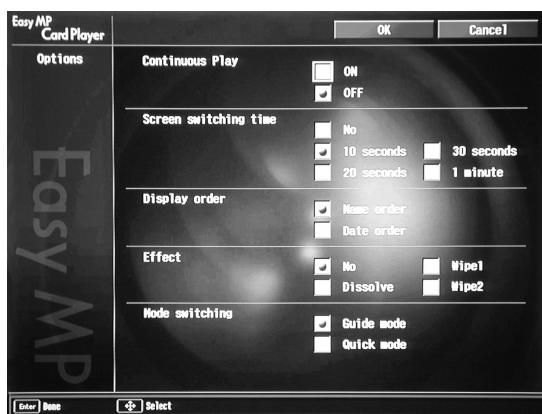 Easy MP
Card Player
OK
Cancel
Options
Continuous Play
ON
OFF
Screen switching time
No
10 seconds
30 seconds
20 seconds
1 minute
Display order
Name order
Date order
Effect
No
Wipe1
Dissolve
Wipe2
Mode switching
Guide mode
Quick mode
Easy MP
Enter Done
Select